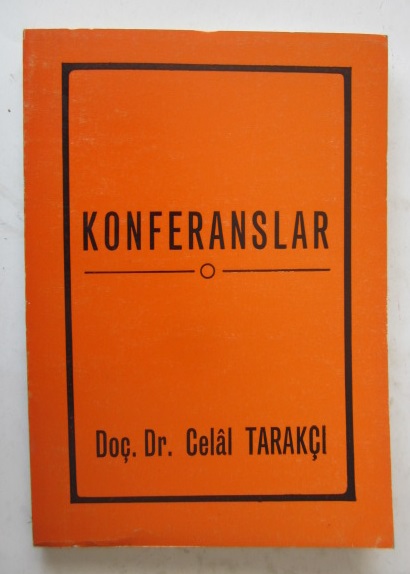 KONFERANSLAR
Doç. Dr. Celâl TARAKÇI